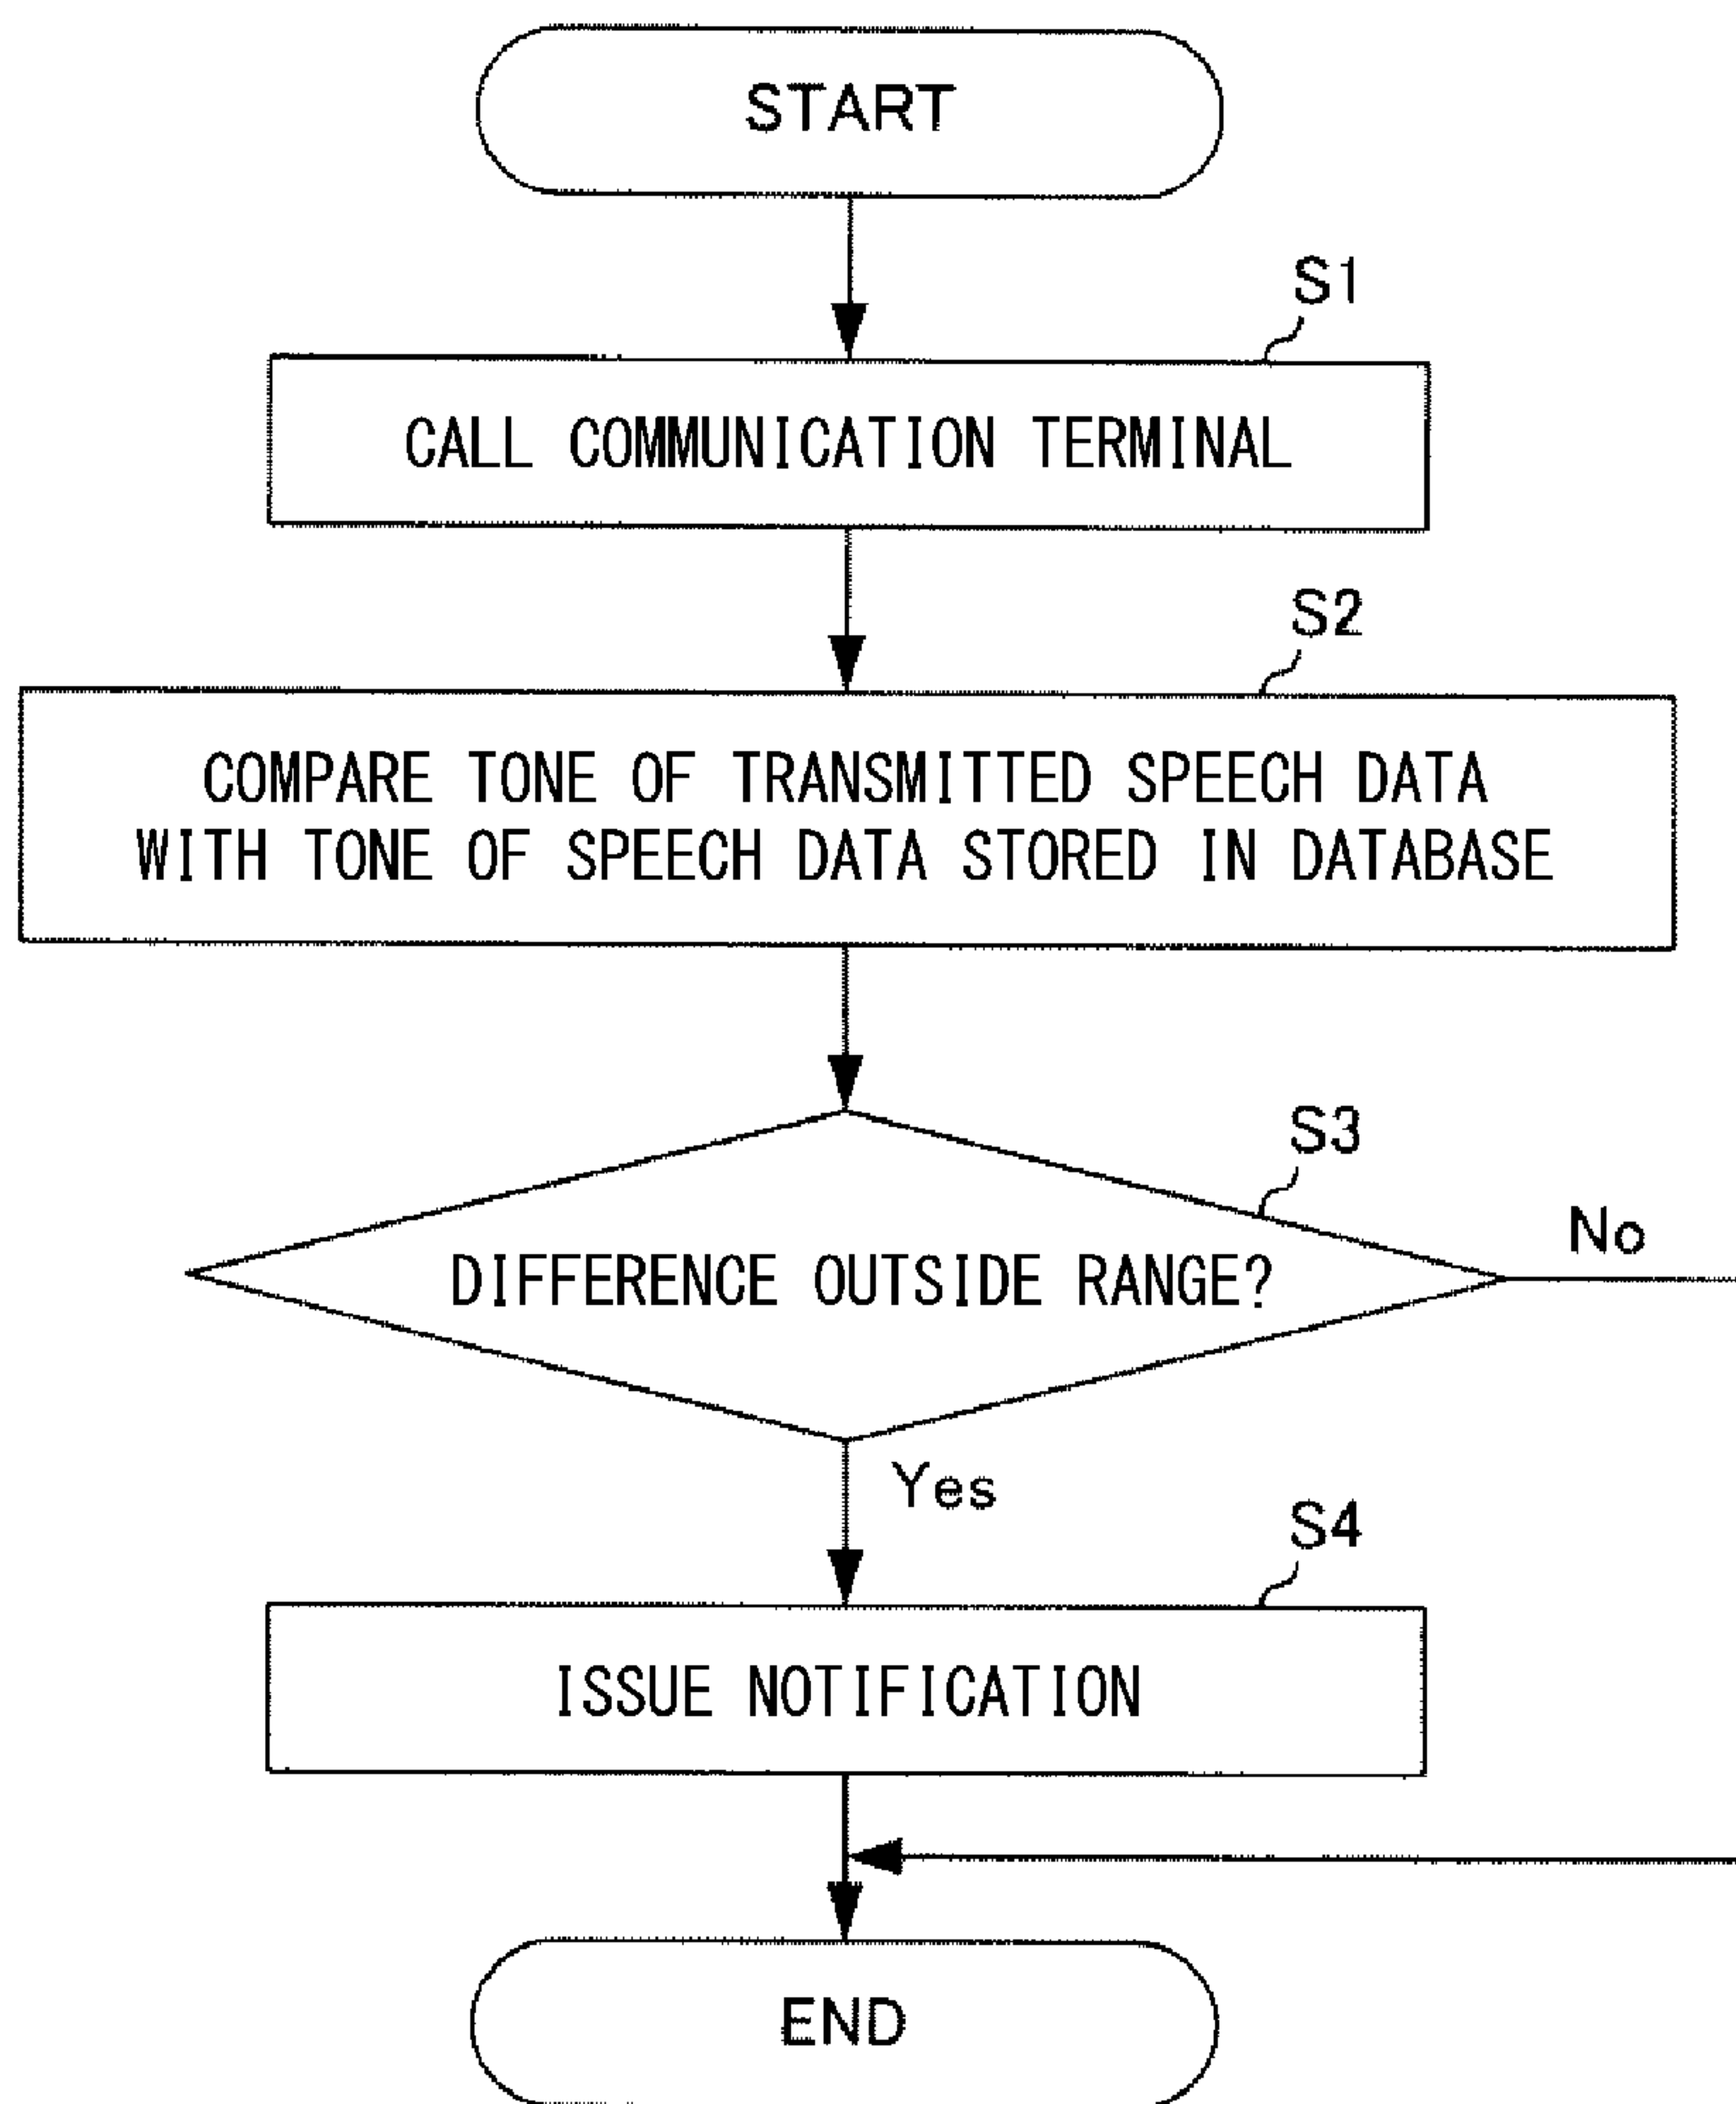 START
S1
CALL COMMUNICATION TERMINAL
S2
COMPARE TONE OF TRANSMITTED SPEECH DATA
WITH TONE OF SPEECH DATA STORED IN DATABASE
S3
No
DIFFERENCE OUTSIDE RANGE?
Yes
S4
ISSUE NOTIFICATION
END